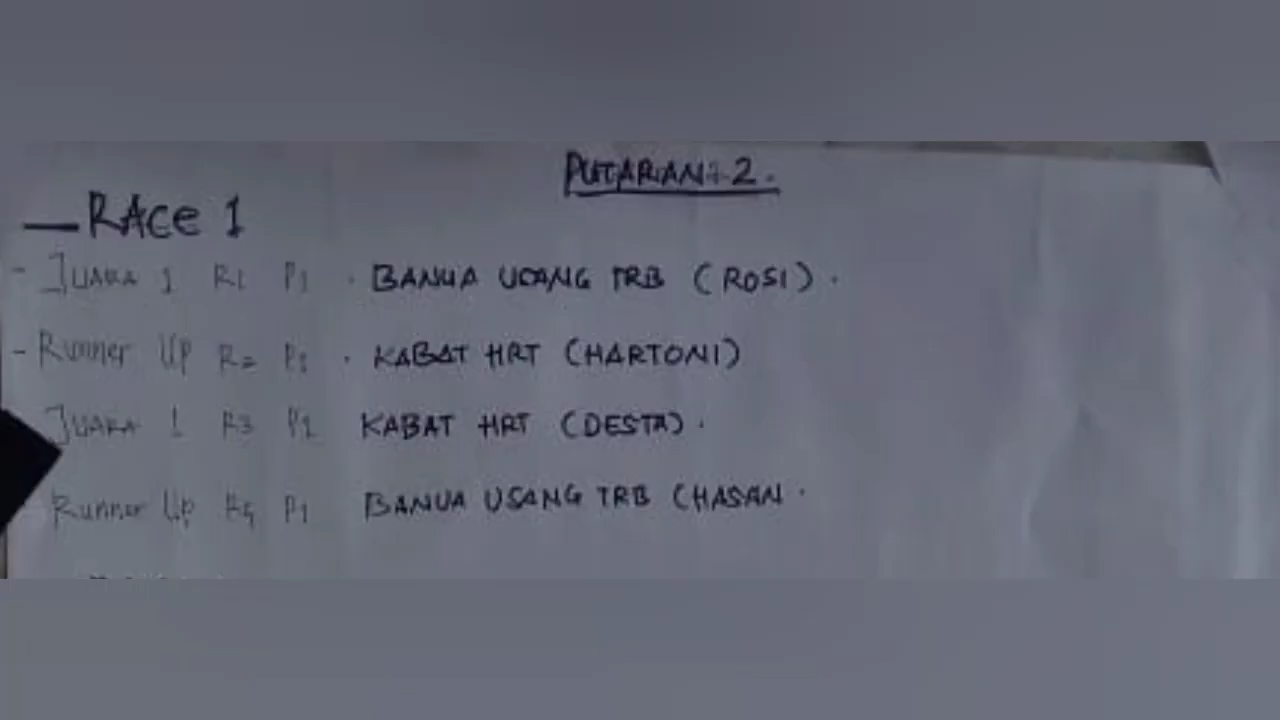 PUTARAN : 2.
— RACE 1
- JUARA 1 R1 P1 . BANUA USANG TRB (ROSI) .
- Runner Up R2 P1 . KABAT HRT (HARTONI)
JUARA 1 R3 P1 KABAT HRT (DESTA) .
Runner Up R4 P1 BANUA USANG TRB (HASAN .